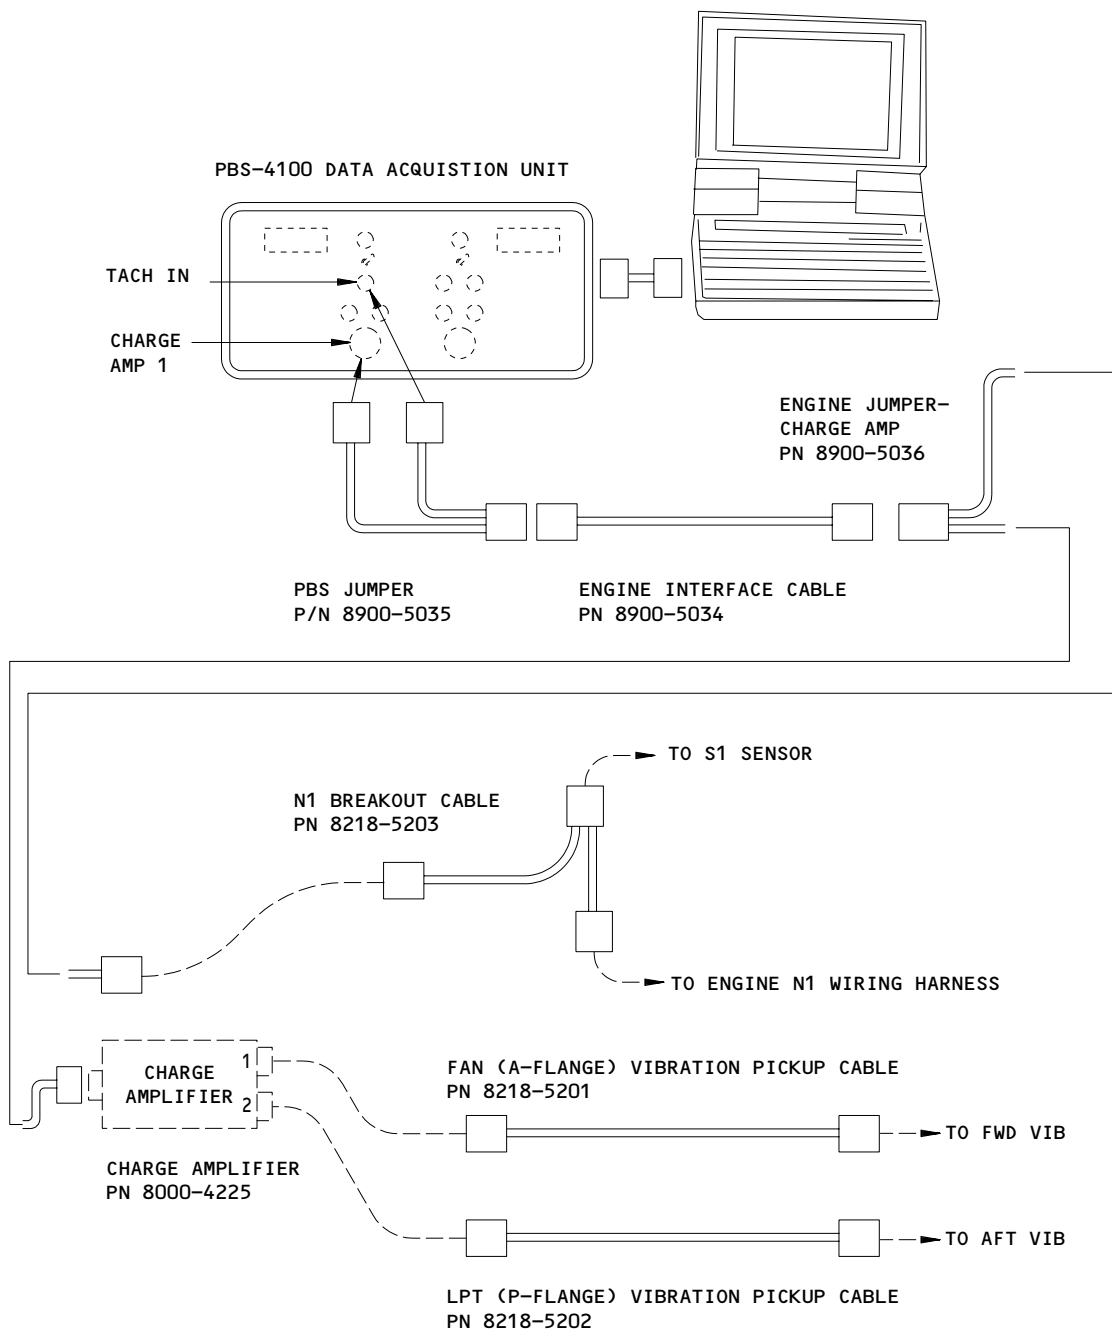 PBS-4100 DATA ACQUISTION UNIT
TACH IN
CHARGE
AMP 1
ENGINE JUMPER-
CHARGE AMP
PN 8900-5036
PBS JUMPER
P/N 8900-5035
ENGINE INTERFACE CABLE
PN 8900-5034
TO S1 SENSOR
N1 BREAKOUT CABLE
PN 8218-5203
TO ENGINE N1 WIRING HARNESS
CHARGE
AMPLIFIER
1
2
FAN (A-FLANGE) VIBRATION PICKUP CABLE
PN 8218-5201
TO FWD VIB
CHARGE AMPLIFIER
PN 8000-4225
TO AFT VIB
LPT (P-FLANGE) VIBRATION PICKUP CABLE
PN 8218-5202